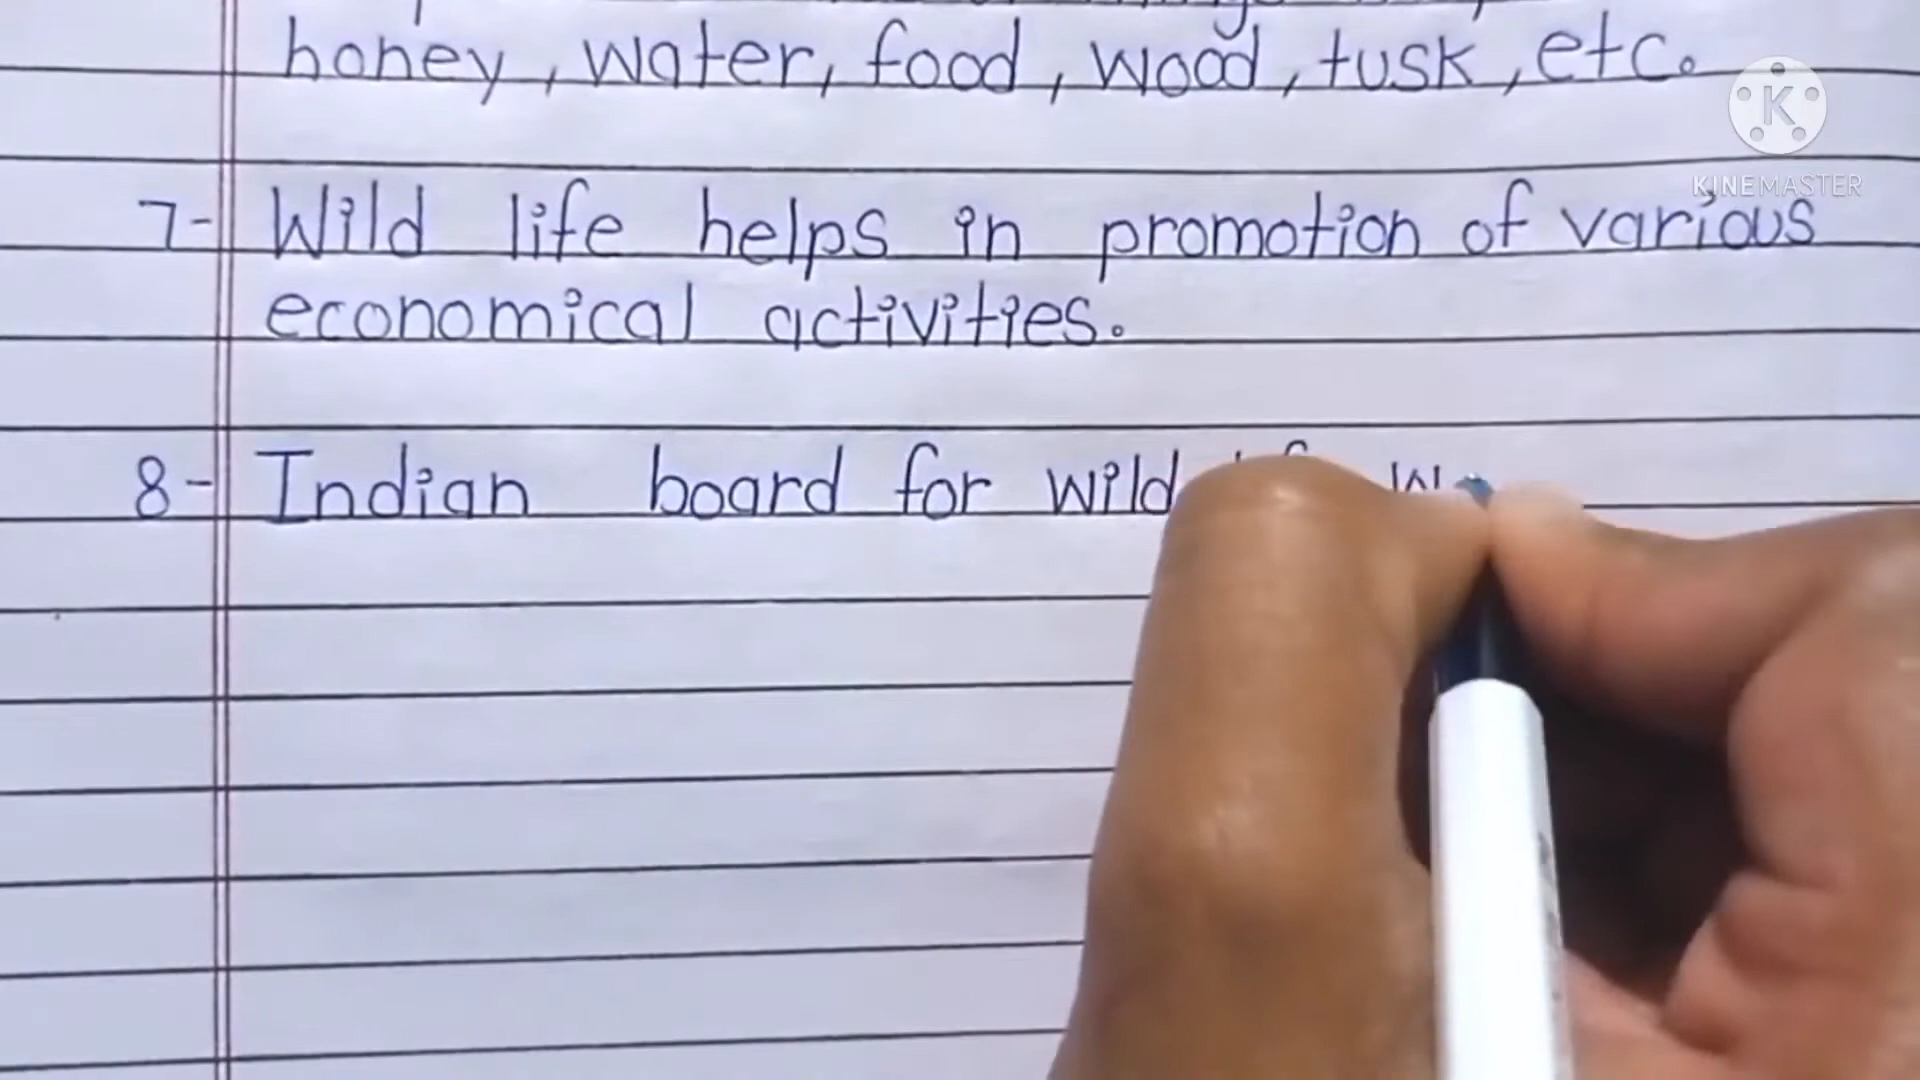 honey, water, food, wood, tusk, etc.
KINEMASTER
7- Wild life helps in promotion of various
economical activities.
8- Indian board for wild